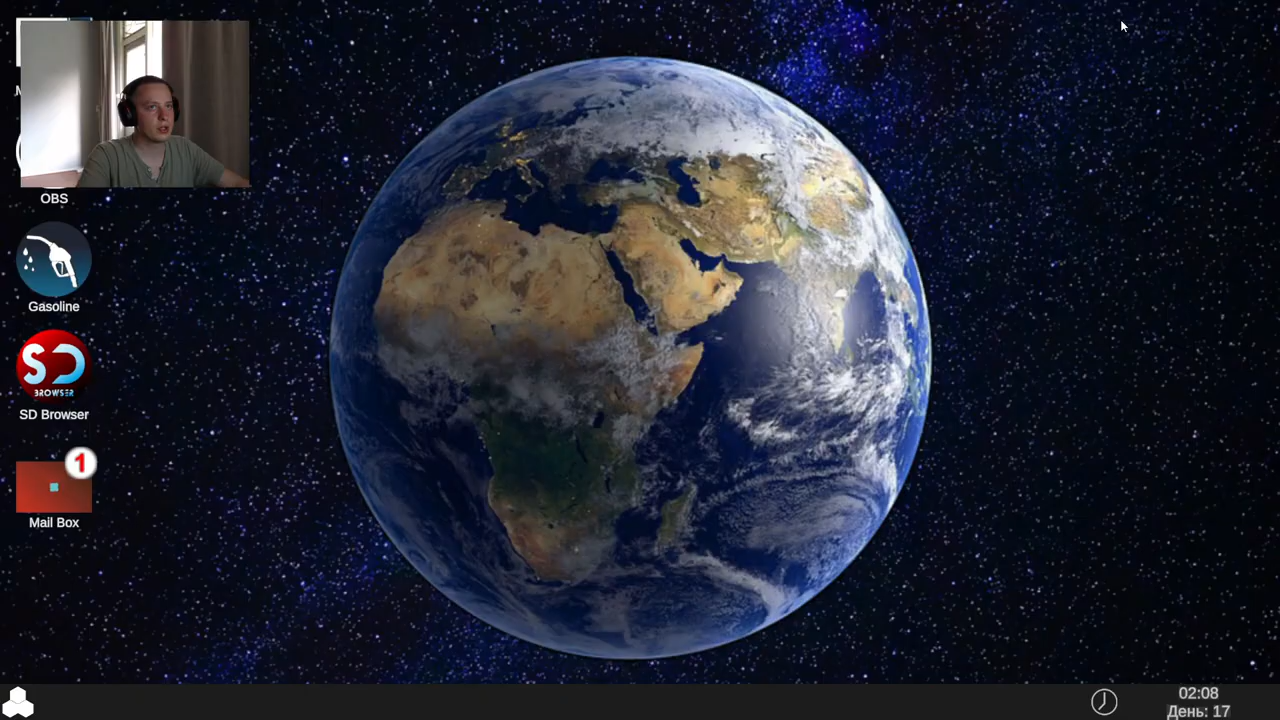 OBS
Gasoline
SD
BROWSER
SD Browser
1
Mail Box
02:08
День: 17